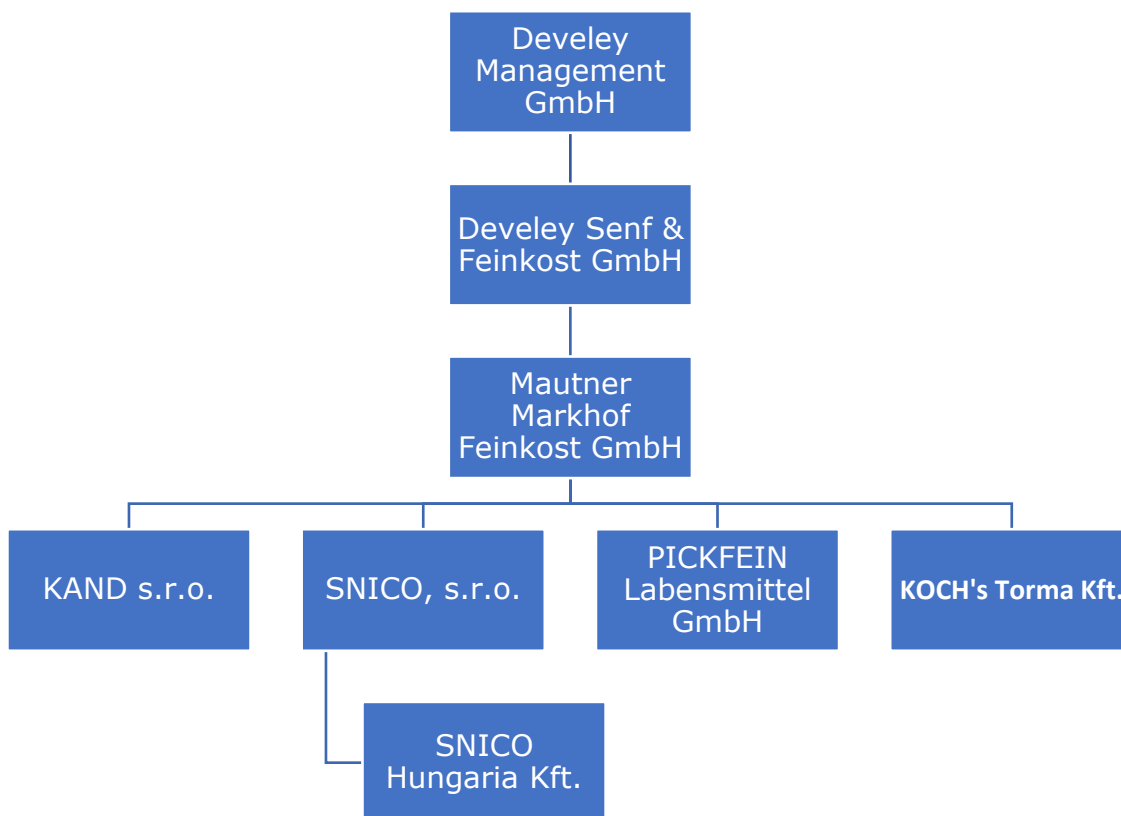 Develey
Management
GmbH
Develey Senf &
Feinkost GmbH
Mautner
Markhof
Feinkost GmbH
KAND s.r.o.
SNICO, s.r.o.
PICKFEIN
Labensmittel
GmbH
KOCH's Torma Kft.
SNICO
Hungaria Kft.